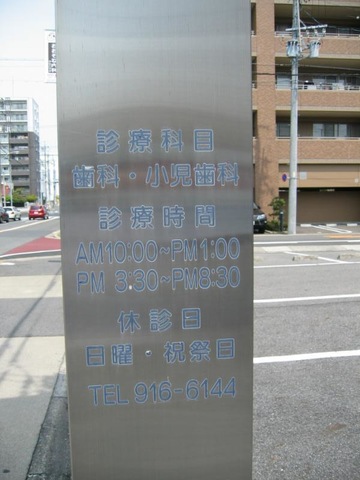 診療科目
歯科・小児歯科
診療時間
AM10:00~PM1:00
PM 3:30~PM8:30
休診日
日曜・祝祭日
TEL 916-6144